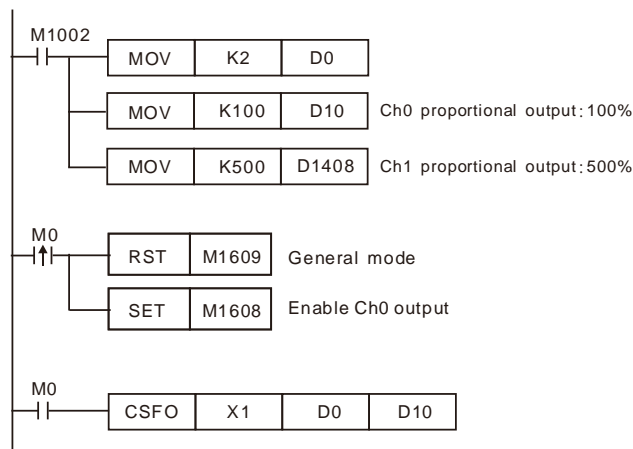 M1002
MOV K2 D0
MOV K100 D10 Ch0 proportional output: 100%
MOV K500 D1408 Ch1 proportional output: 500%
M0
RST M1609 General mode
SET M1608 Enable Ch0 output
M0
CSFO X1 D0 D10